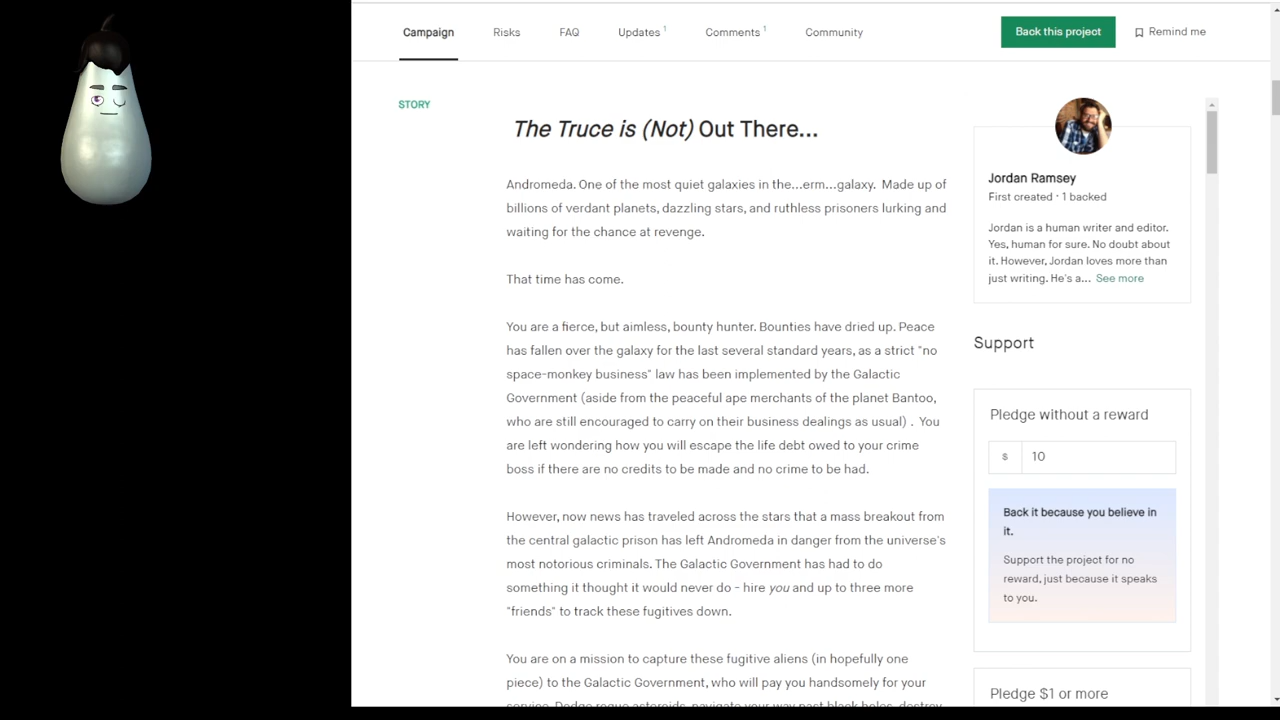 Campaign
Risks
FAQ
Updates 1
Comments 1
Community
Back this project
Remind me
STORY
The Truce is (Not) Out There...
Andromeda. One of the most quiet galaxies in the...erm...galaxy. Made up of
billions of verdant planets, dazzling stars, and ruthless prisoners lurking and
waiting for the chance at revenge.
That time has come.
You are a fierce, but aimless, bounty hunter. Bounties have dried up. Peace
has fallen over the galaxy for the last several standard years, as a strict "no
space-monkey business" law has been implemented by the Galactic
Government (aside from the peaceful ape merchants of the planet Bantoo,
who are still encouraged to carry on their business dealings as usual) . You
are left wondering how you will escape the life debt owed to your crime
boss if there are no credits to be made and no crime to be had.
However, now news has traveled across the stars that a mass breakout from
the central galactic prison has left Andromeda in danger from the universe's
most notorious criminals. The Galactic Government has had to do
something it thought it would never do - hire you and up to three more
"friends" to track these fugitives down.
You are on a mission to capture these fugitive aliens (in hopefully one
piece) to the Galactic Government, who will pay you handsomely for your
service. Dodge rogue asteroids, navigate your way past black holes, destroy
Jordan Ramsey
First created · 1 backed
Jordan is a human writer and editor.
Yes, human for sure. No doubt about
it. However, Jordan loves more than
just writing. He's a... See more
Support
Pledge without a reward
$ 10
Back it because you believe in
it.
Support the project for no
reward, just because it speaks
to you.
Pledge $1 or more